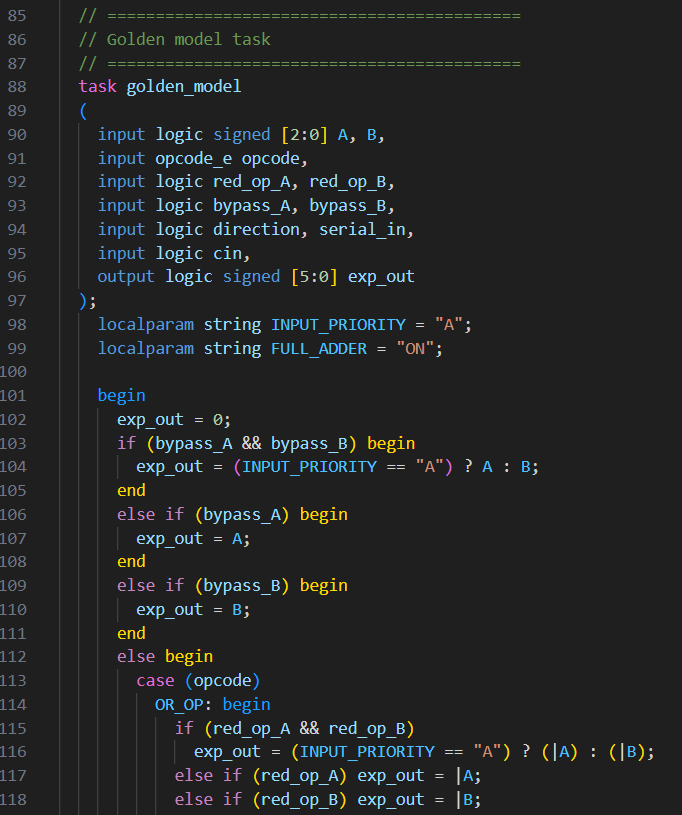 85 // ===========================================
86 // Golden model task
87 // ===========================================
88 task golden_model
89 (
90 input logic signed [2:0] A, B,
91 input opcode_e opcode,
92 input logic red_op_A, red_op_B,
93 input logic bypass_A, bypass_B,
94 input logic direction, serial_in,
95 input logic cin,
96 output logic signed [5:0] exp_out
97 );
98 localparam string INPUT_PRIORITY = "A";
99 localparam string FULL_ADDER = "ON";
100
101 begin
102 exp_out = 0;
103 if (bypass_A && bypass_B) begin
104 exp_out = (INPUT_PRIORITY == "A") ? A : B;
105 end
106 else if (bypass_A) begin
107 exp_out = A;
108 end
109 else if (bypass_B) begin
110 exp_out = B;
111 end
112 else begin
113 case (opcode)
114 OR_OP: begin
115 if (red_op_A && red_op_B)
116 exp_out = (INPUT_PRIORITY == "A") ? (|A) : (|B);
117 else if (red_op_A) exp_out = |A;
118 else if (red_op_B) exp_out = |B;